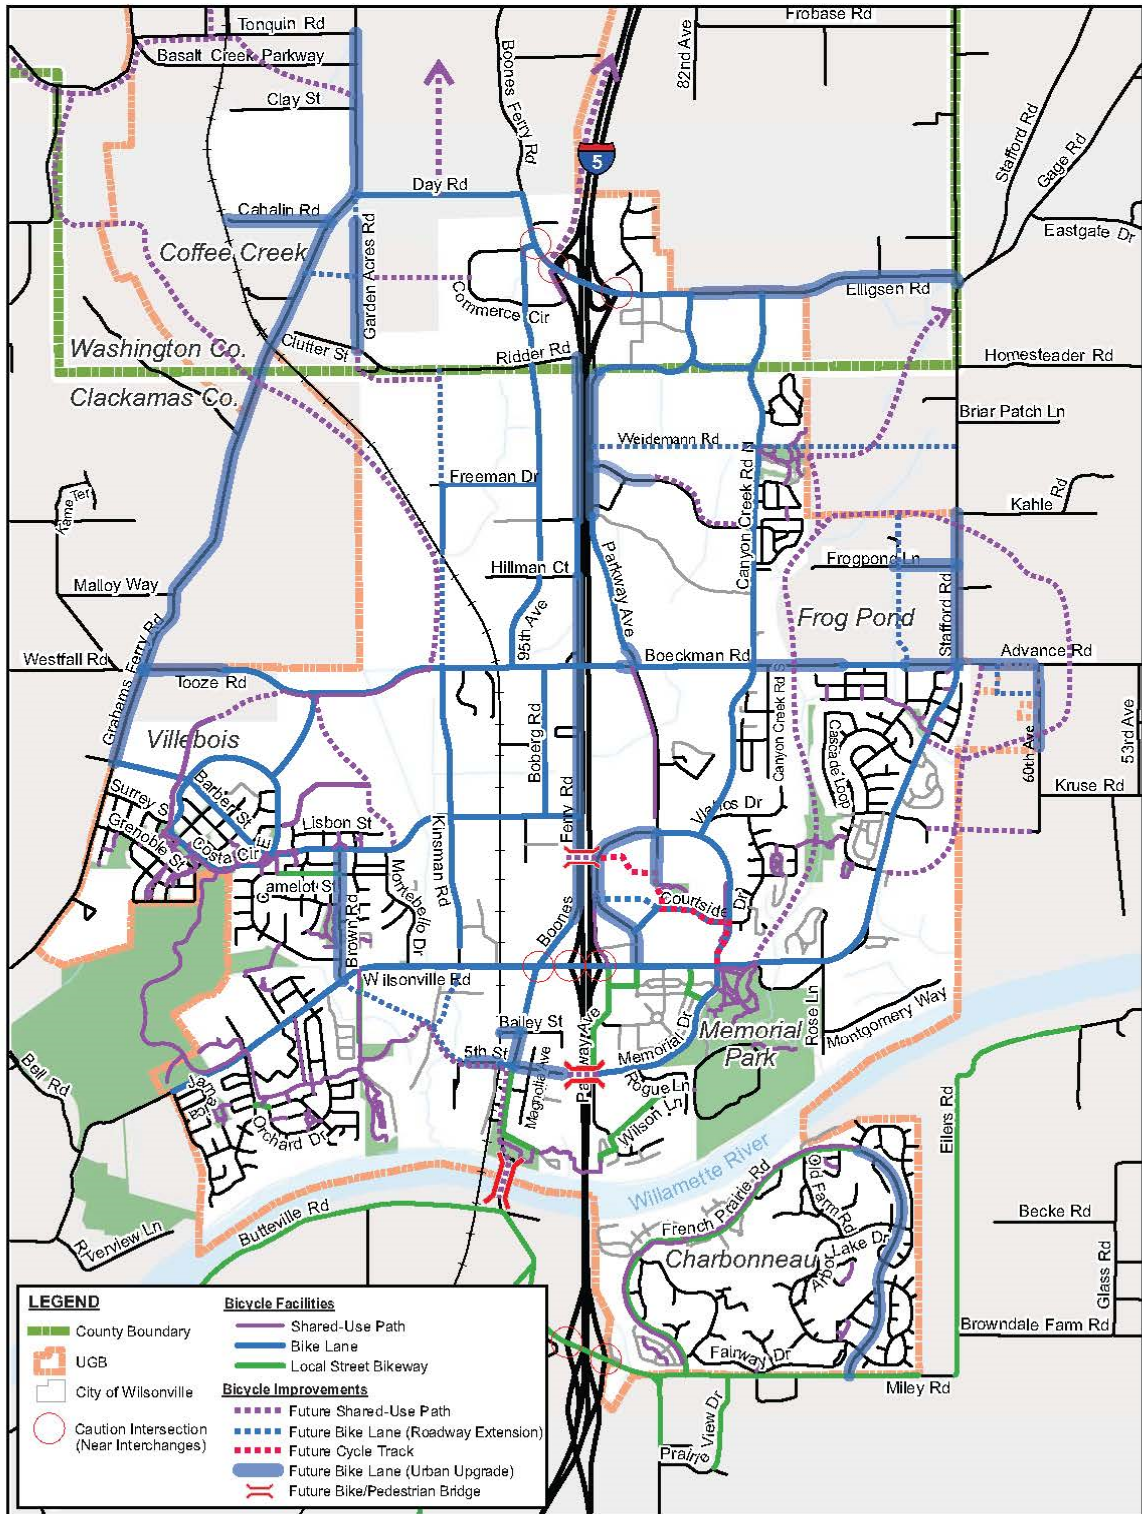 Tonquin Rd
Basalt Creek Parkway
Clay St
Boones Ferry Rd
82nd Ave
Frobase Rd
5
Stafford Rd
Gage Rd
Eastgate Dr
Day Rd
Cahalin Rd
Coffee Creek
Garden Acres Rd
Commerce Cir
Elligsen Rd
Clutter St
Ridder Rd
Washington Co.
Clackamas Co.
Homesteader Rd
Briar Patch Ln
Weidemann Rd
Canyon Creek Rd N
Freeman Dr
Kahle Rd
Kame Ter
Parkway Ave
Hillman Ct
Frogpond Ln
Malloy Way
95th Ave
Frog Pond
Stafford Rd
Grahams Ferry Rd
Westfall Rd
Tooze Rd
Boeckman Rd
Advance Rd
Canyon Creek Rd S
Villebois
Boberg Rd
Cascade Loop
60th Ave
53rd Ave
Barber St
Surrey S
Grenoble St
Costa Cir E
Lisbon St
Kinsman Rd
Ferry Rd
Vlahos Dr
Kruse Rd
amelot St
Montebello Dr
Brown Rd
Courtside Dr
Boones
Wilsonville Rd
Bailey St
5th St
Magnolia Ave
Parkway Ave
Memorial Dr
Memorial
Park
Rose Ln
Montgomery Way
Rogue Ln
Wilson Ln
Bell Rd
Orchard Dr
Eilers Rd
Willamette River
Butteville Rd
French Prairie Rd
Old Farm Rd
Arbor Lake Dr
Charbonneau
Becke Rd
Glass Rd
Browndale Farm Rd
Fairway Dr
Miley Rd
Prairie View Dr
LEGEND
County Boundary
UGB
City of Wilsonville
Caution Intersection
(Near Interchanges)
Bicycle Facilities
Shared-Use Path
Bike Lane
Local Street Bikeway
Bicycle Improvements
Future Shared-Use Path
Future Bike Lane (Roadway Extension)
Future Cycle Track
Future Bike Lane (Urban Upgrade)
Future Bike/Pedestrian Bridge